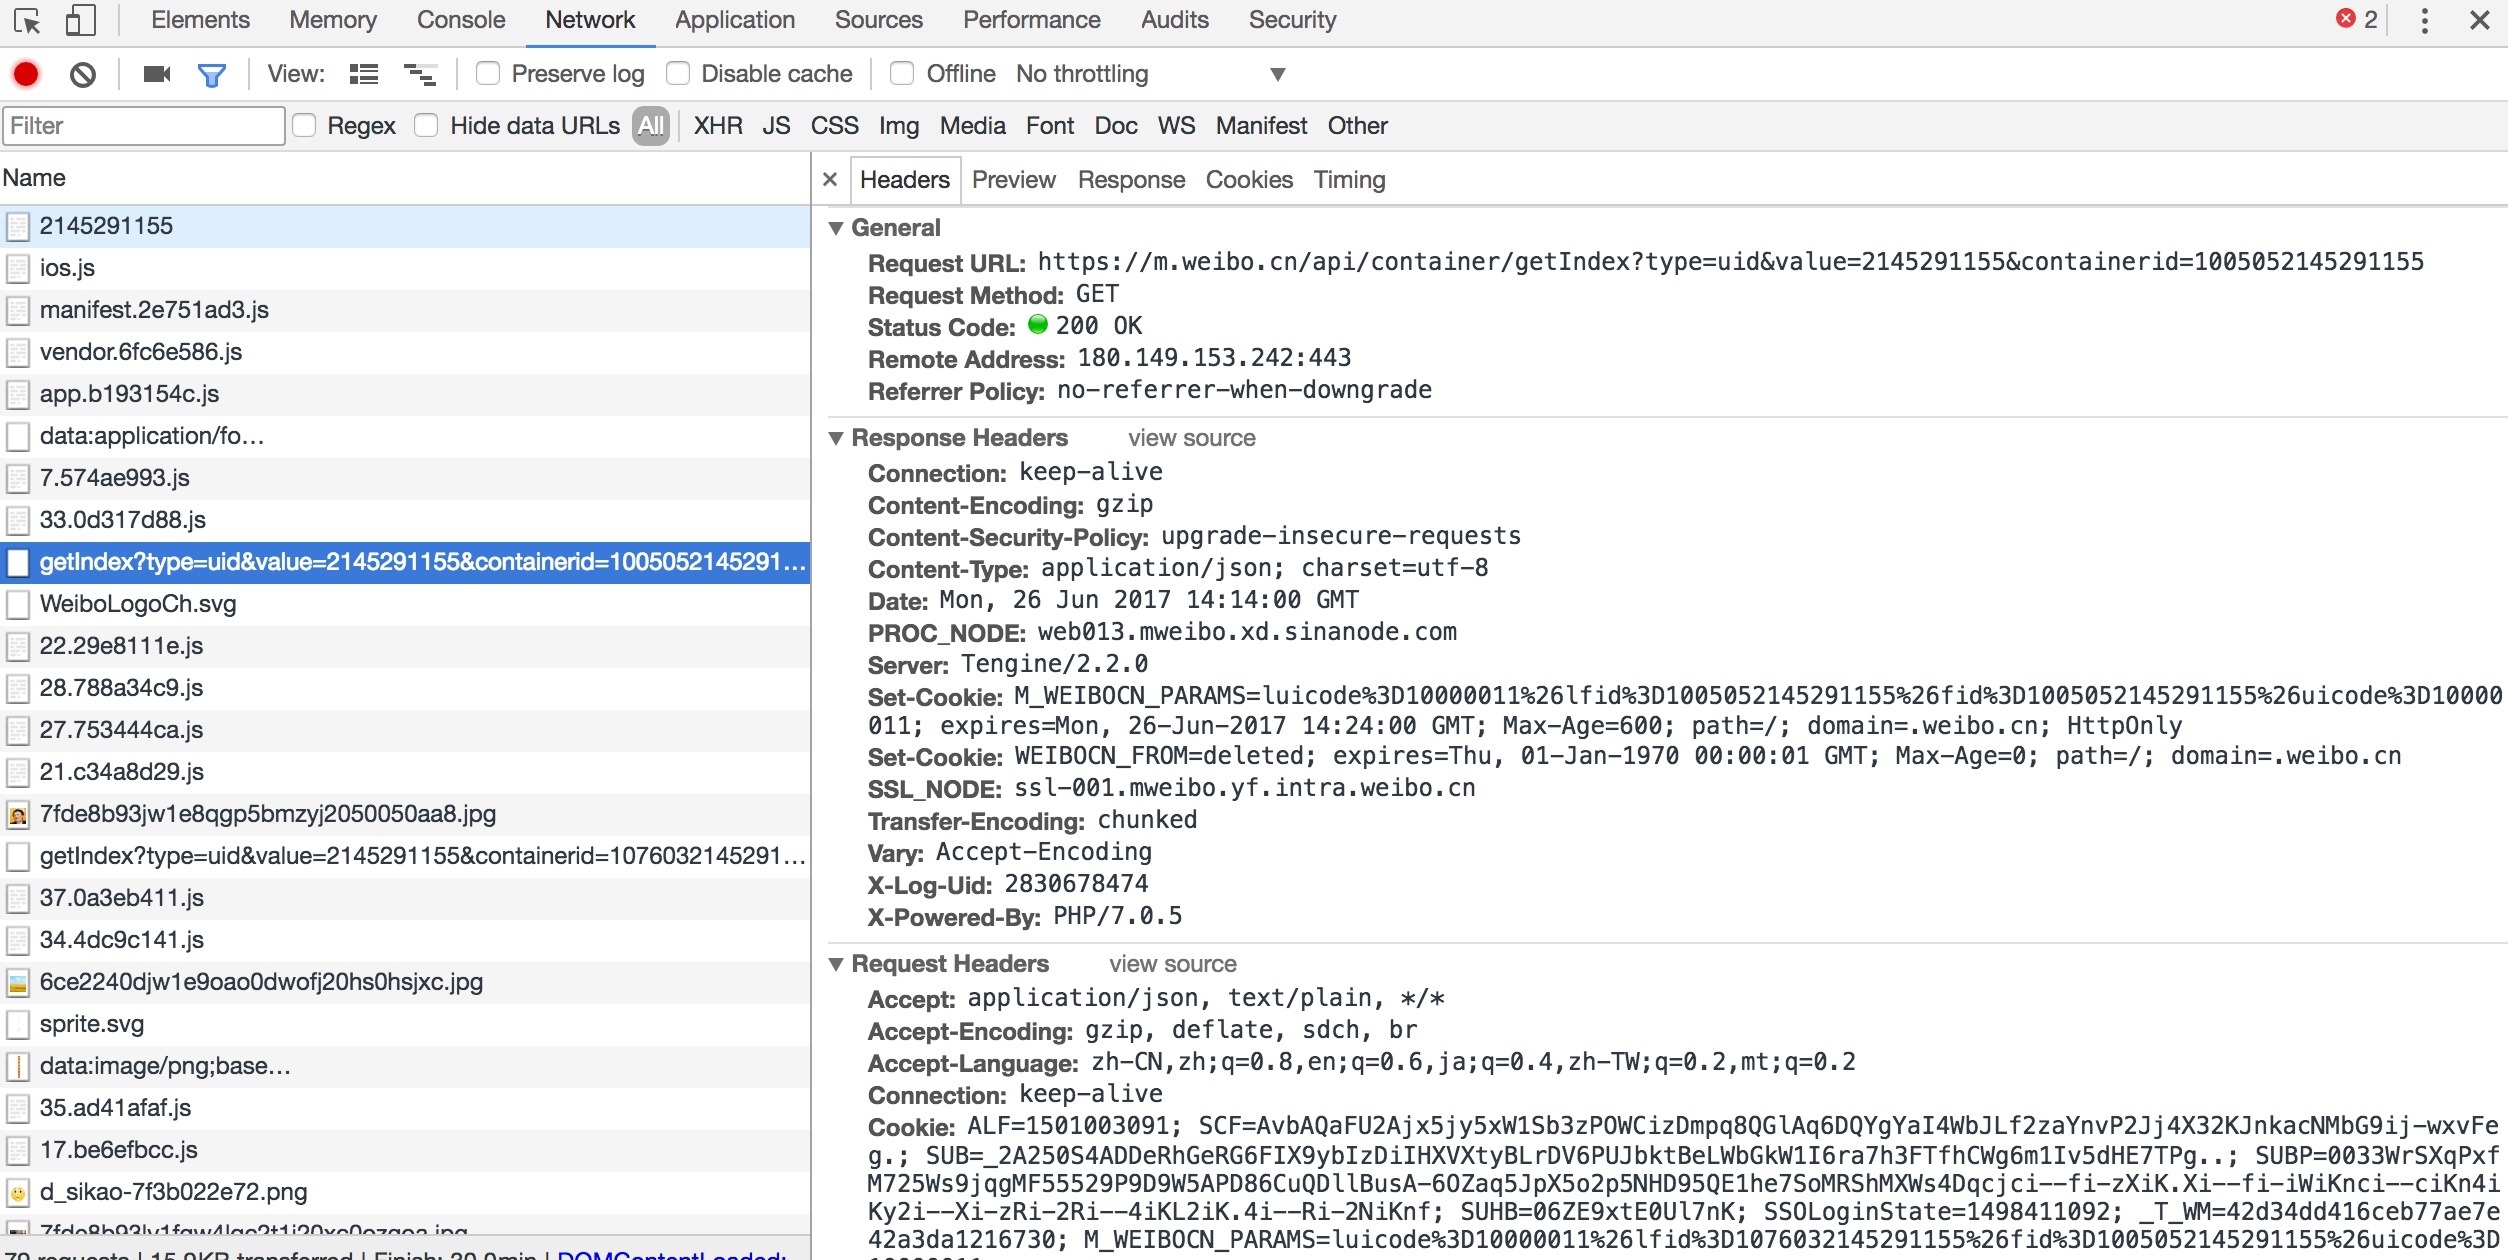 Elements Memory Console Network Application Sources Performance Audits Security 2
View: Preserve log Disable cache Offline No throttling
Filter Regex Hide data URLs All XHR JS CSS Img Media Font Doc WS Manifest Other
Name
2145291155
ios.js
manifest.2e751ad3.js
vendor.6fc6e586.js
app.b193154c.js
data:application/fo…
7.574ae993.js
33.0d317d88.js
getIndex?type=uid&value=2145291155&containerid=1005052145291…
WeiboLogoCh.svg
22.29e8111e.js
28.788a34c9.js
27.753444ca.js
21.c34a8d29.js
7fde8b93jw1e8qgp5bmzyj2050050aa8.jpg
getIndex?type=uid&value=2145291155&containerid=1076032145291…
37.0a3eb411.js
34.4dc9c141.js
6ce2240djw1e9oao0dwofj20hs0hsjxc.jpg
sprite.svg
data:image/png;base…
35.ad41afaf.js
17.be6efbcc.js
d_sikao-7f3b022e72.png
Headers Preview Response Cookies Timing
General
Request URL: https://m.weibo.cn/api/container/getIndex?type=uid&value=2145291155&containerid=1005052145291155
Request Method: GET
Status Code: 200 OK
Remote Address: 180.149.153.242:443
Referrer Policy: no-referrer-when-downgrade
Response Headers view source
Connection: keep-alive
Content-Encoding: gzip
Content-Security-Policy: upgrade-insecure-requests
Content-Type: application/json; charset=utf-8
Date: Mon, 26 Jun 2017 14:14:00 GMT
PROC_NODE: web013.mweibo.xd.sinanode.com
Server: Tengine/2.2.0
Set-Cookie: M_WEIBOCN_PARAMS=luicode%3D10000011%26lfid%3D1005052145291155%26fid%3D1005052145291155%26uicode%3D10000
011; expires=Mon, 26-Jun-2017 14:24:00 GMT; Max-Age=600; path=/; domain=.weibo.cn; HttpOnly
Set-Cookie: WEIBOCN_FROM=deleted; expires=Thu, 01-Jan-1970 00:00:01 GMT; Max-Age=0; path=/; domain=.weibo.cn
SSL_NODE: ssl-001.mweibo.yf.intra.weibo.cn
Transfer-Encoding: chunked
Vary: Accept-Encoding
X-Log-Uid: 2830678474
X-Powered-By: PHP/7.0.5
Request Headers view source
Accept: application/json, text/plain, */*
Accept-Encoding: gzip, deflate, sdch, br
Accept-Language: zh-CN,zh;q=0.8,en;q=0.6,ja;q=0.4,zh-TW;q=0.2,mt;q=0.2
Connection: keep-alive
Cookie: ALF=1501003091; SCF=AvbAQaFU2Ajx5jy5xW1Sb3zPOWCizDmpq8QGlAq6DQYgYaI4WbJLf2zaYnvP2Jj4X32KJnkacNMbG9ij-wxvFe
g.; SUB=_2A250S4ADDeRhGeRG6FIX9ybIzDiIHXVXtyBLrDV6PUJbktBeLWbGkW1I6ra7h3FTfhCWg6m1Iv5dHE7TPg..; SUBP=0033WrSXqPxf
M725Ws9jqgMF55529P9D9W5APD86CuQDllBusA-6OZaq5JpX5o2p5NHD95QE1he7SoMRShMXWs4Dqcjci--fi-zXiK.Xi--fi-iWiKnci--ciKn4i
Ky2i--Xi-zRi-2Ri--4iKL2iK.4i--Ri-2NiKnf; SUHB=06ZE9xtE0Ul7nK; SSOLoginState=1498411092; _T_WM=42d34dd416ceb77ae7e
42a3da1216730; M_WEIBOCN_PARAMS=luicode%3D10000011%26lfid%3D1076032145291155%26fid%3D1005052145291155%26uicode%3D